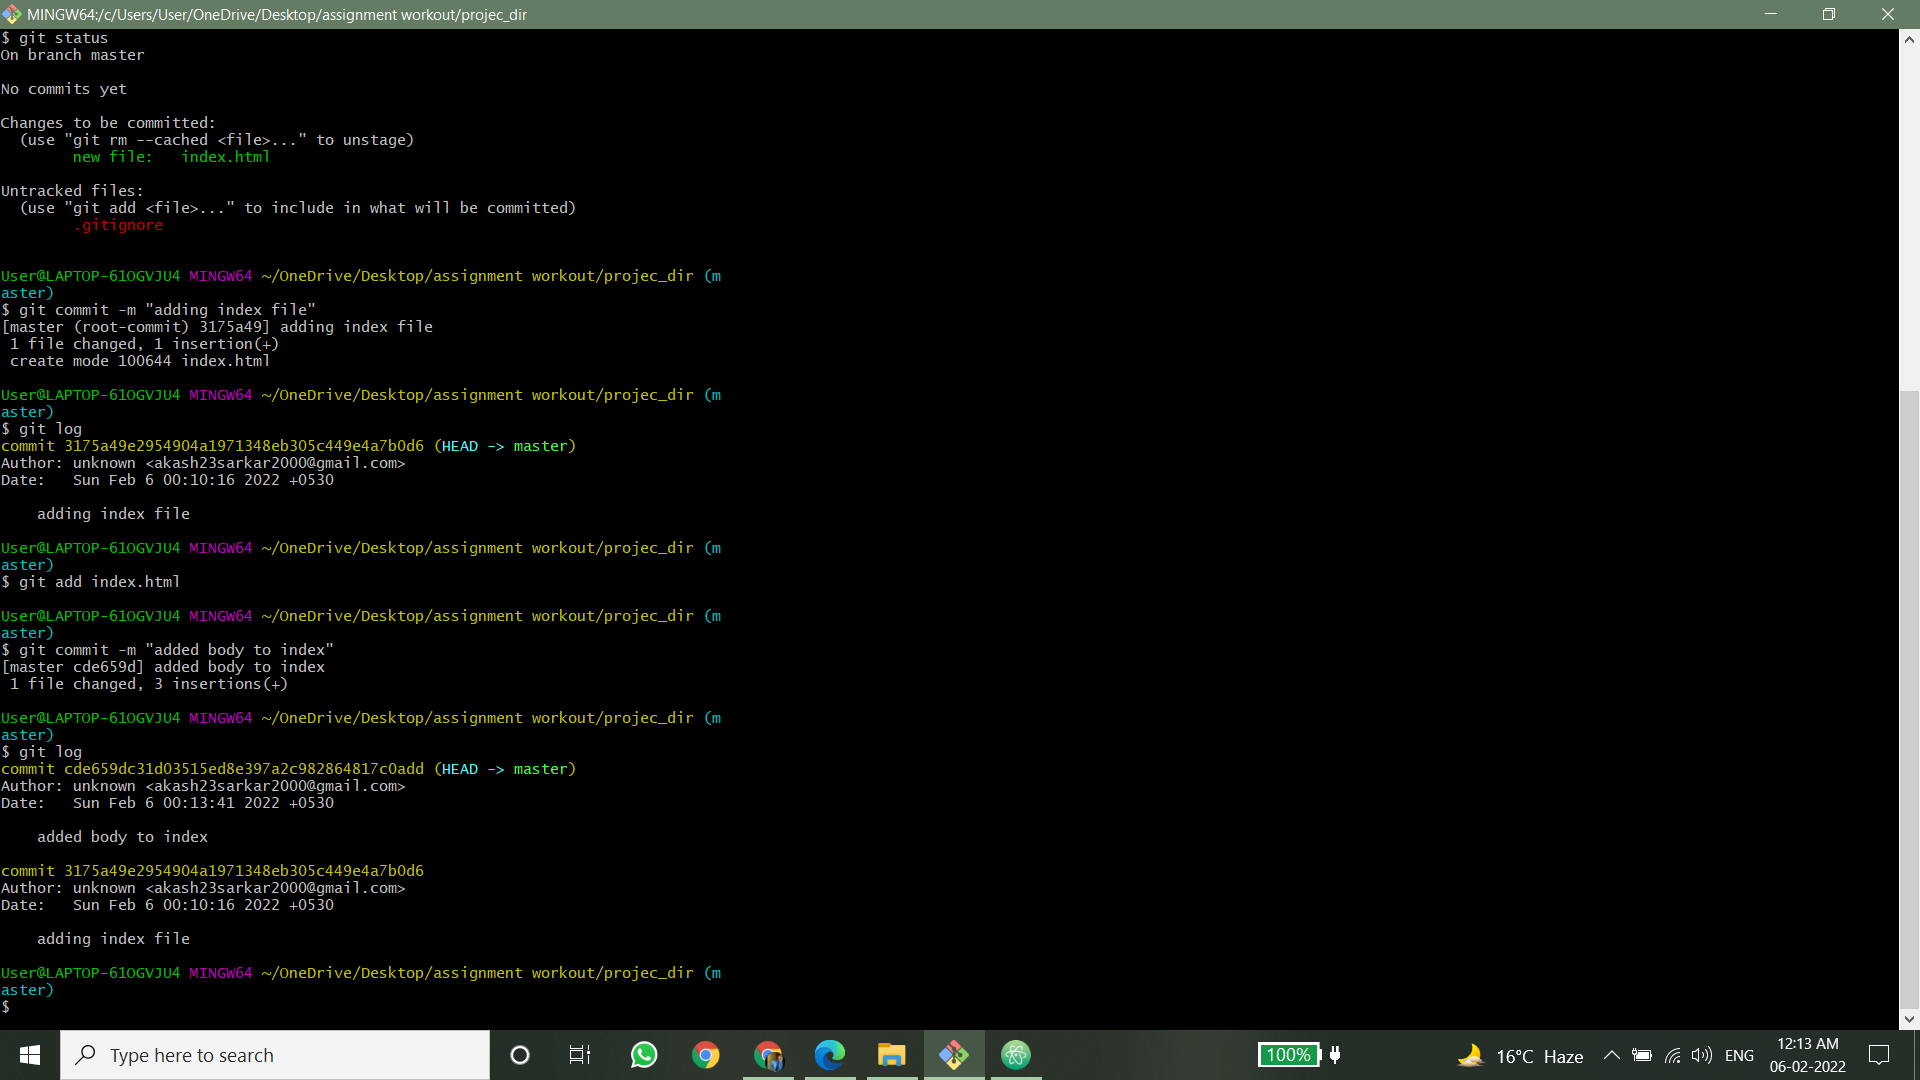 MINGW64:/c/Users/User/OneDrive/Desktop/assignment workout/projec_dir
$ git status
On branch master
No commits yet
Changes to be committed:
  (use "git rm --cached <file>..." to unstage)
        new file:   index.html
Untracked files:
  (use "git add <file>..." to include in what will be committed)
        .gitignore
User@LAPTOP-61OGVJU4 MINGW64 ~/OneDrive/Desktop/assignment workout/projec_dir (m
aster)
$ git commit -m "adding index file"
[master (root-commit) 3175a49] adding index file
 1 file changed, 1 insertion(+)
 create mode 100644 index.html
User@LAPTOP-61OGVJU4 MINGW64 ~/OneDrive/Desktop/assignment workout/projec_dir (m
aster)
$ git log
commit 3175a49e2954904a1971348eb305c449e4a7b0d6 (HEAD -> master)
Author: unknown <akash23sarkar2000@gmail.com>
Date:   Sun Feb 6 00:10:16 2022 +0530
    adding index file
User@LAPTOP-61OGVJU4 MINGW64 ~/OneDrive/Desktop/assignment workout/projec_dir (m
aster)
$ git add index.html
User@LAPTOP-61OGVJU4 MINGW64 ~/OneDrive/Desktop/assignment workout/projec_dir (m
aster)
$ git commit -m "added body to index"
[master cde659d] added body to index
 1 file changed, 3 insertions(+)
User@LAPTOP-61OGVJU4 MINGW64 ~/OneDrive/Desktop/assignment workout/projec_dir (m
aster)
$ git log
commit cde659dc31d03515ed8e397a2c982864817c0add (HEAD -> master)
Author: unknown <akash23sarkar2000@gmail.com>
Date:   Sun Feb 6 00:13:41 2022 +0530
    added body to index
commit 3175a49e2954904a1971348eb305c449e4a7b0d6
Author: unknown <akash23sarkar2000@gmail.com>
Date:   Sun Feb 6 00:10:16 2022 +0530
    adding index file
User@LAPTOP-61OGVJU4 MINGW64 ~/OneDrive/Desktop/assignment workout/projec_dir (m
aster)
$
Type here to search
100%
16°C Haze
ENG
12:13 AM
06-02-2022